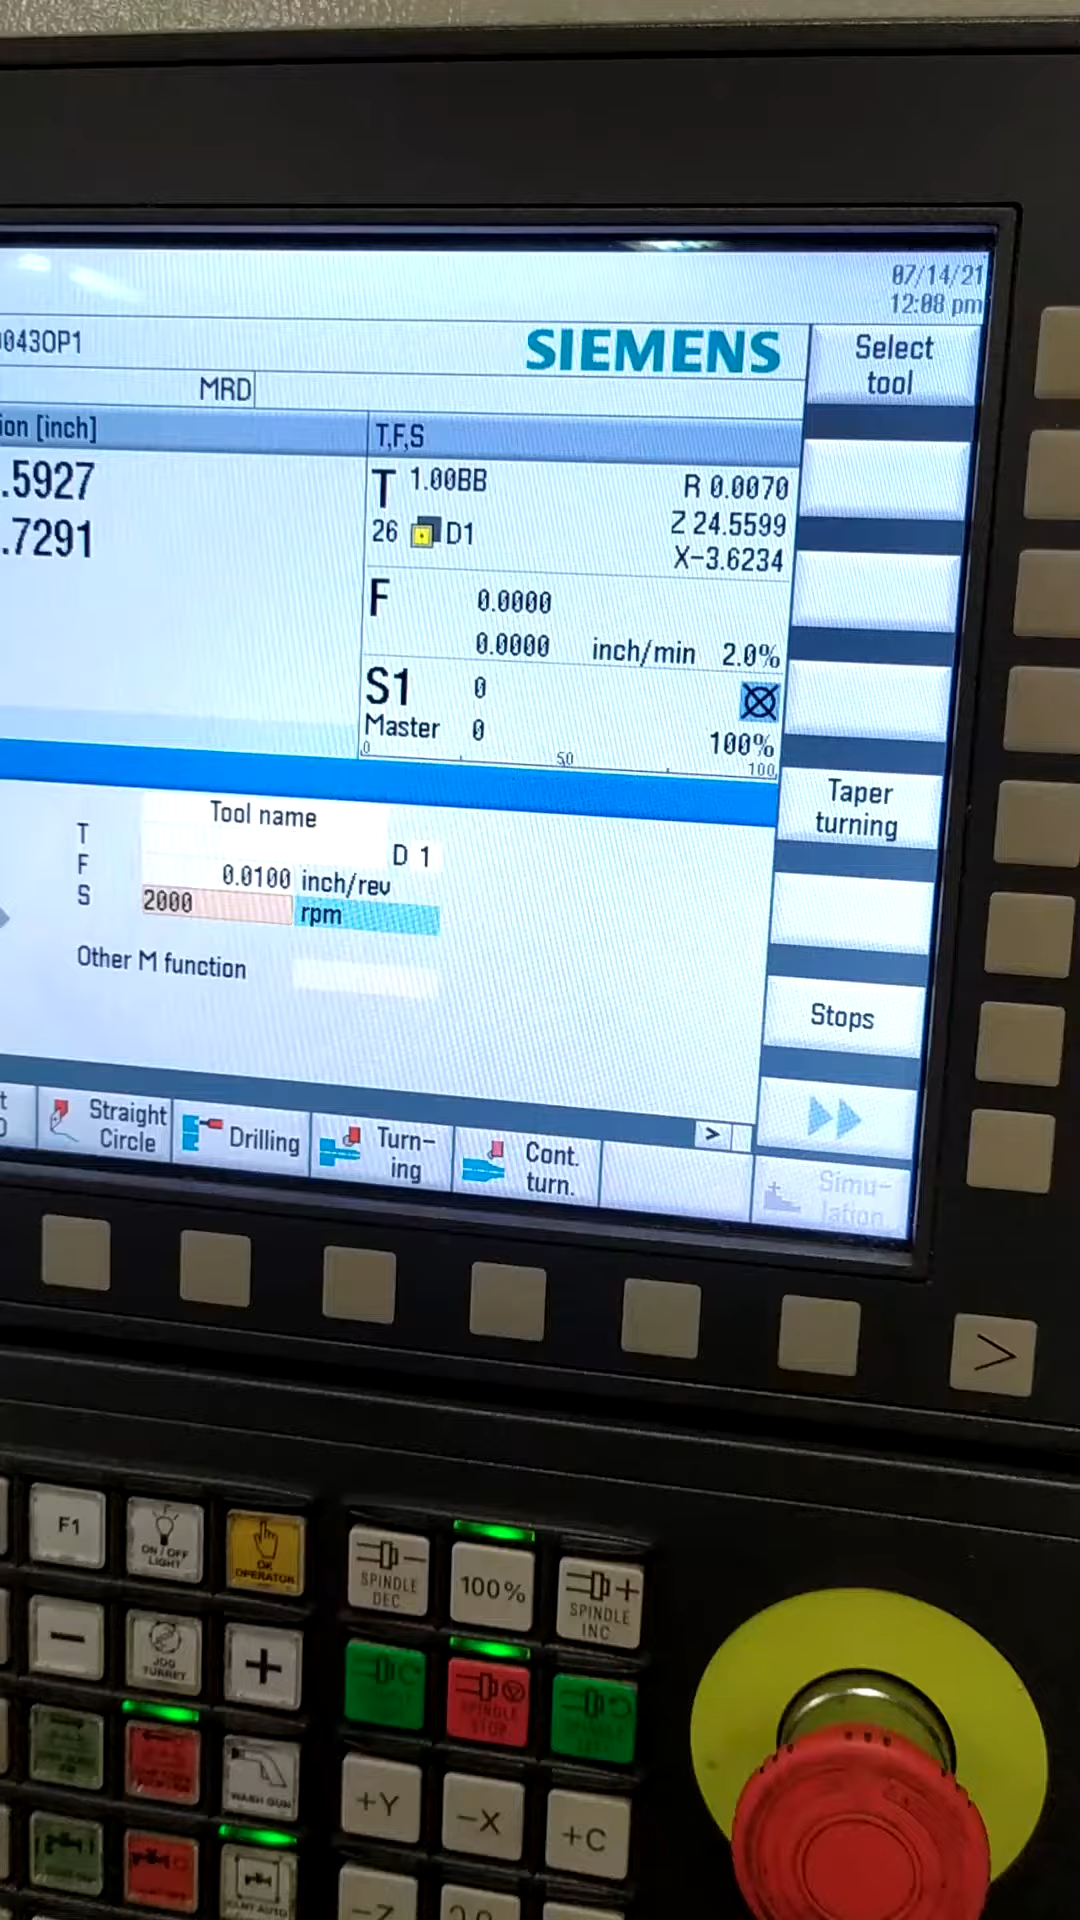 07/14/21
12:08 pm
0430P1
SIEMENS
Select
tool
MRD
ion [inch]
T,F,S
.5927
.7291
T 1.00BB R 0.0070
26 D1 Z 24.5599
X-3.6234
F 0.0000
0.0000 inch/min 2.0%
S1 0
Master 0 100%
0 50 100
Taper
turning
Tool name
T D 1
F 0.0100 inch/rev
S 2000 rpm
Other M function
Stops
Straight
Circle
Drilling
Turn-
ing
Cont.
turn.
>
Simu-
lation
>
F1
ON/OFF
LIGHT
OK
OPERATOR
SPINDLE
DEC
100%
SPINDLE
INC
-
JOG
TURRET
+
SPINDLE
STOP
WASH GUN
+Y
-X
+C
-Z